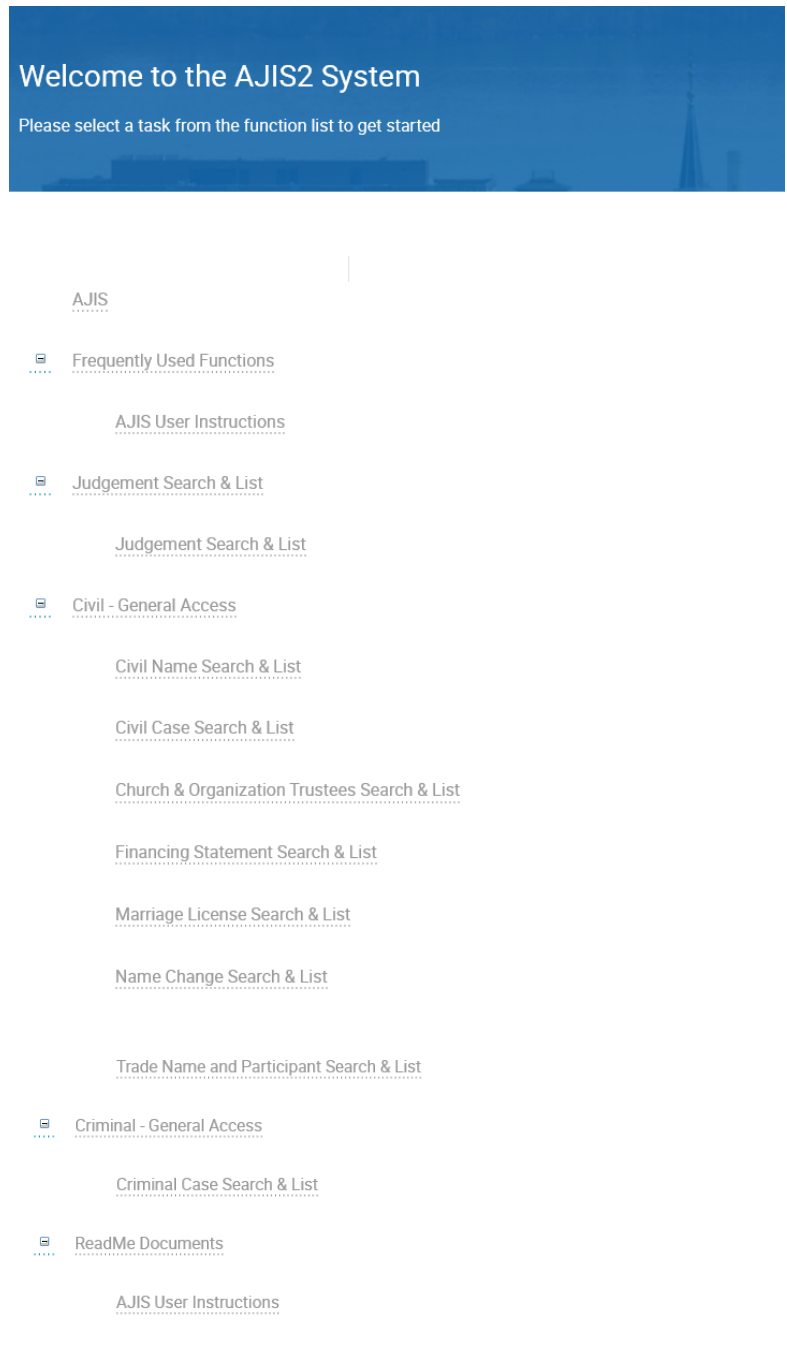 Welcome to the AJIS2 System
Please select a task from the function list to get started
AJIS
Frequently Used Functions
AJIS User Instructions
Judgement Search & List
Judgement Search & List
Civil - General Access
Civil Name Search & List
Civil Case Search & List
Church & Organization Trustees Search & List
Financing Statement Search & List
Marriage License Search & List
Name Change Search & List
Trade Name and Participant Search & List
Criminal - General Access
Criminal Case Search & List
ReadMe Documents
AJIS User Instructions